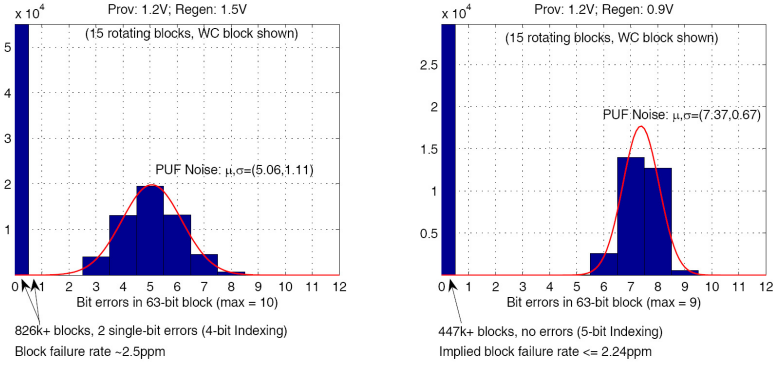 Prov: 1.2V; Regen: 1.5V
x 10⁴
(15 rotating blocks, WC block shown)
5
4
3
2
1
PUF Noise: μ,σ=(5.06,1.11)
0 1 2 3 4 5 6 7 8 9 10 11 12
Bit errors in 63-bit block (max = 10)
826k+ blocks, 2 single-bit errors (4-bit Indexing)
Block failure rate ~2.5ppm
Prov: 1.2V; Regen: 0.9V
x 10⁴
(15 rotating blocks, WC block shown)
2.5
2
1.5
1
0.5
PUF Noise: μ,σ=(7.37,0.67)
0 1 2 3 4 5 6 7 8 9 10 11 12
Bit errors in 63-bit block (max = 9)
447k+ blocks, no errors (5-bit Indexing)
Implied block failure rate <= 2.24ppm